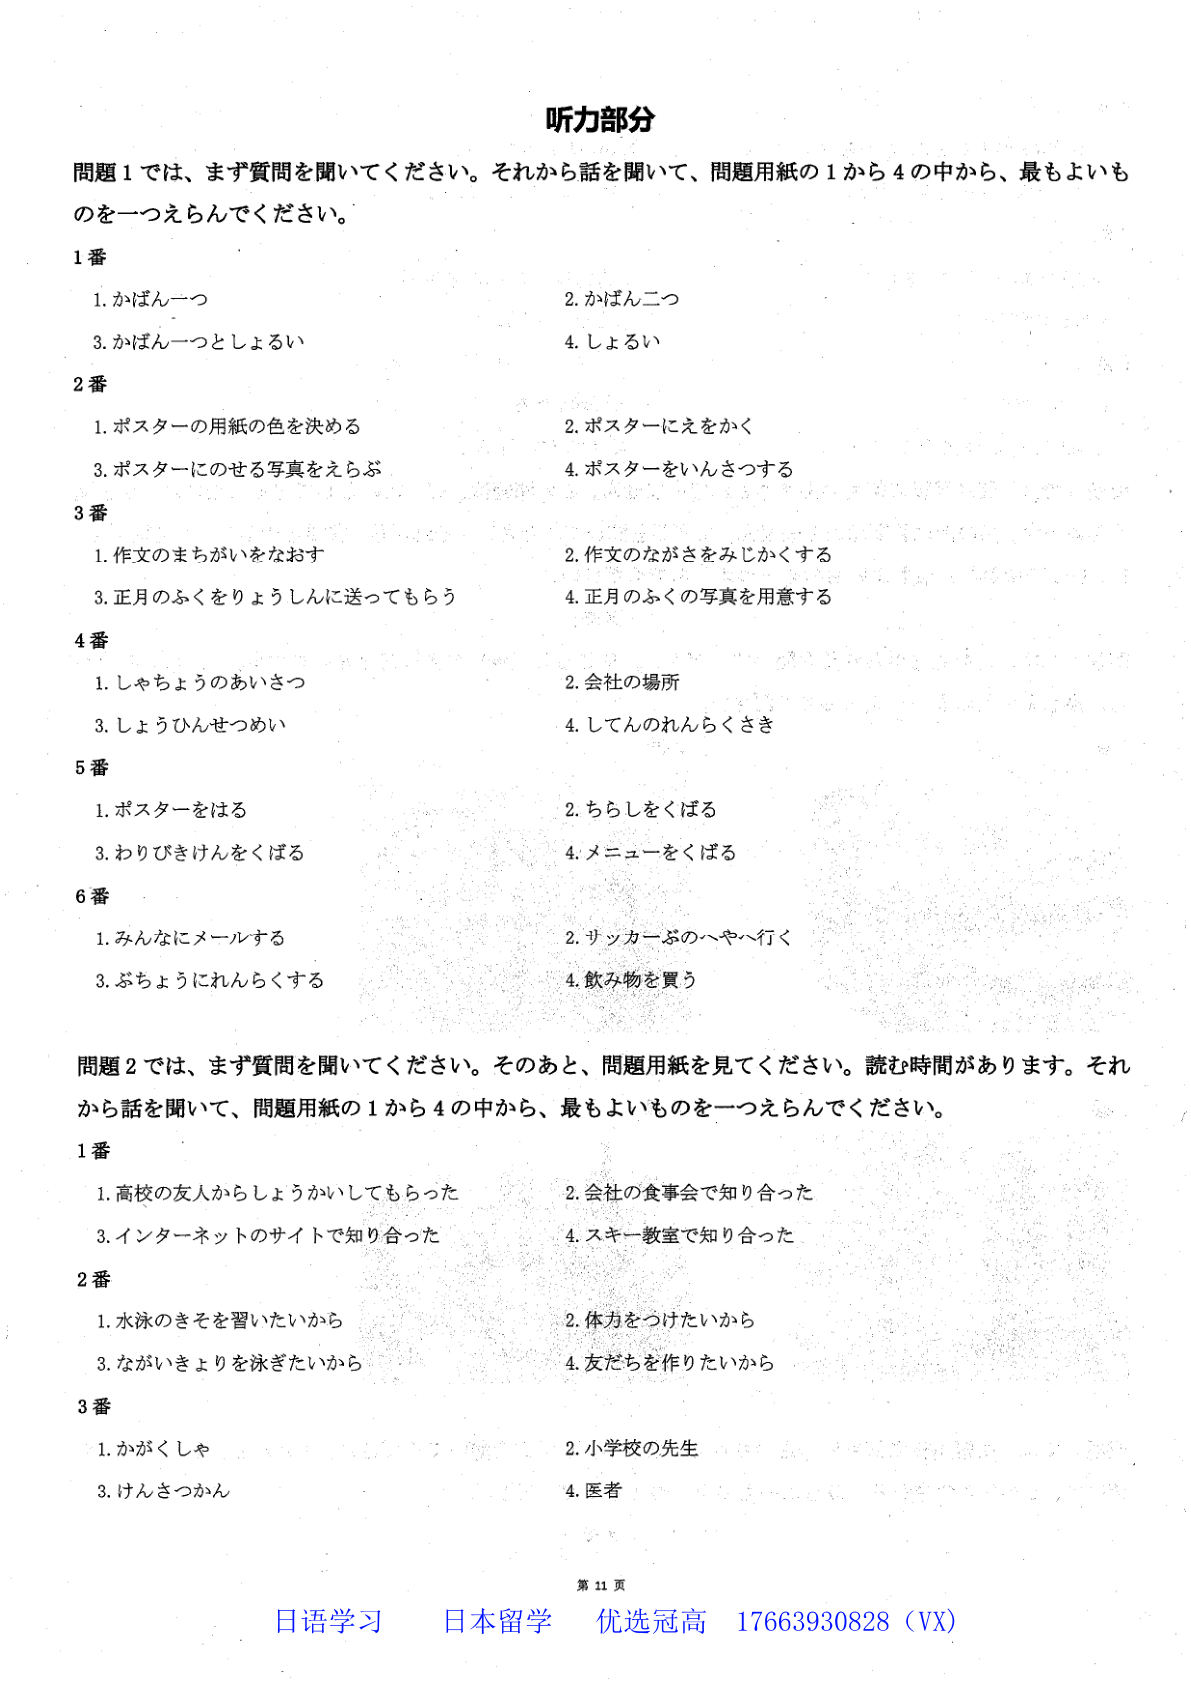 听力部分
問題1では、まず質問を聞いてください。それから話を聞いて、問題用紙の1から4の中から、最もよいも
のを一つえらんでください。
1番
1. かばん一つ 2. かばん二つ
3. かばん一つとしょるい 4. しょるい
2番
1. ポスターの用紙の色を決める 2. ポスターにえをかく
3. ポスターにのせる写真をえらぶ 4. ポスターをいんさつする
3番
1. 作文のまちがいをなおす 2. 作文のながさをみじかくする
3. 正月のふくをりょうしんに送ってもらう 4. 正月のふくの写真を用意する
4番
1. しゃちょうのあいさつ 2. 会社の場所
3. しょうひんせつめい 4. してんのれんらくさき
5番
1. ポスターをはる 2. ちらしをくばる
3. わりびきけんをくばる 4. メニューをくばる
6番
1. みんなにメールする 2. サッカーぶのへやへ行く
3. ぶちょうにれんらくする 4. 飲み物を買う
問題2では、まず質問を聞いてください。そのあと、問題用紙を見てください。読む時間があります。それ
から話を聞いて、問題用紙の1から4の中から、最もよいものを一つえらんでください。
1番
1. 高校の友人からしょうかいしてもらった 2. 会社の食事会で知り合った
3. インターネットのサイトで知り合った 4. スキー教室で知り合った
2番
1. 水泳のきそを習いたいから 2. 体力をつけたいから
3. ながいきょりを泳ぎたいから 4. 友だちを作りたいから
3番
1. かがくしゃ 2. 小学校の先生
3. けんさつかん 4. 医者
第 11 页
日语学习 日本留学 优选冠高 17663930828（VX）